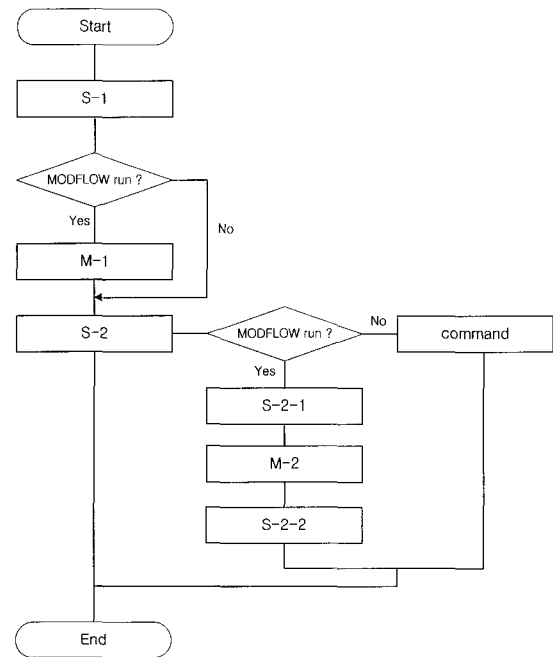 Start
S-1
MODFLOW run ?
Yes
No
M-1
S-2
MODFLOW run ?
No
command
Yes
S-2-1
M-2
S-2-2
End